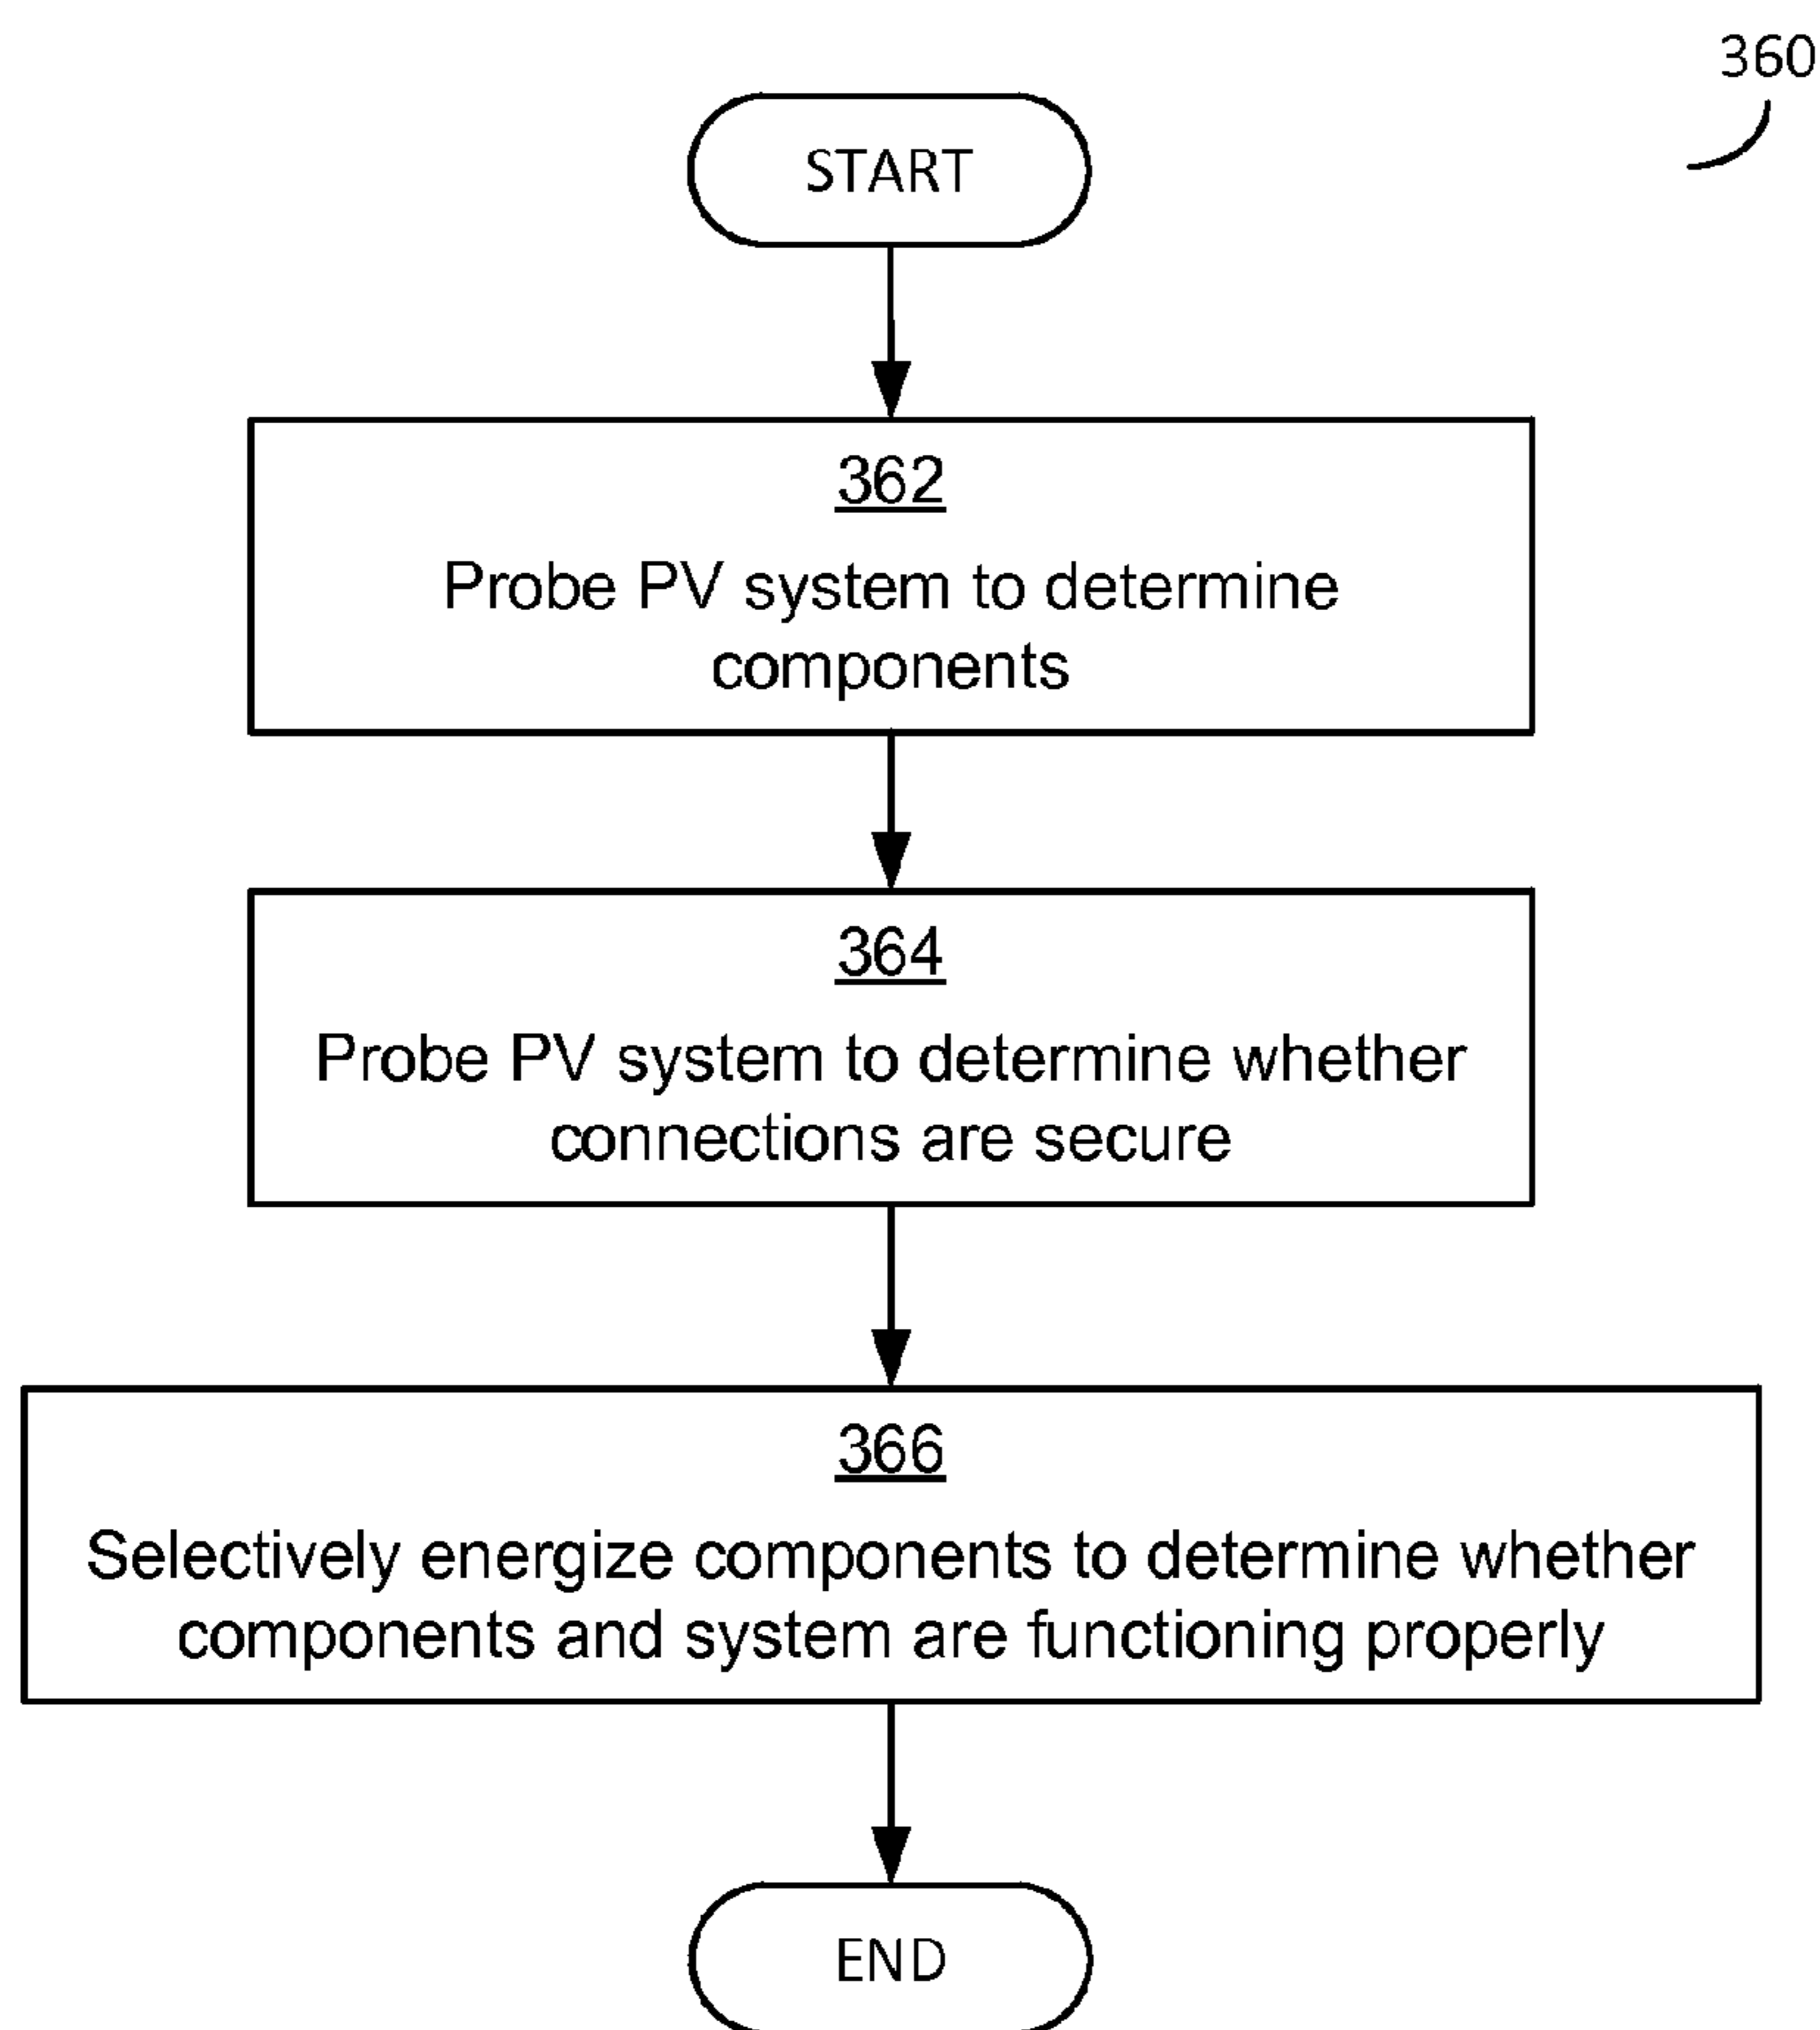 360
START
362
Probe PV system to determine
components
364
Probe PV system to determine whether
connections are secure
366
Selectively energize components to determine whether
components and system are functioning properly
END